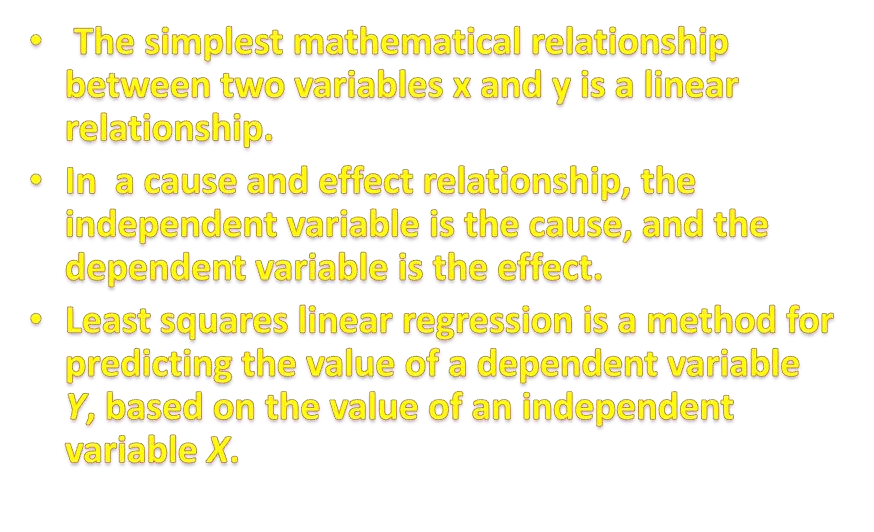 • The simplest mathematical relationship
between two variables x and y is a linear
relationship.
• In a cause and effect relationship, the
independent variable is the cause, and the
dependent variable is the effect.
• Least squares linear regression is a method for
predicting the value of a dependent variable
Y, based on the value of an independent
variable X.